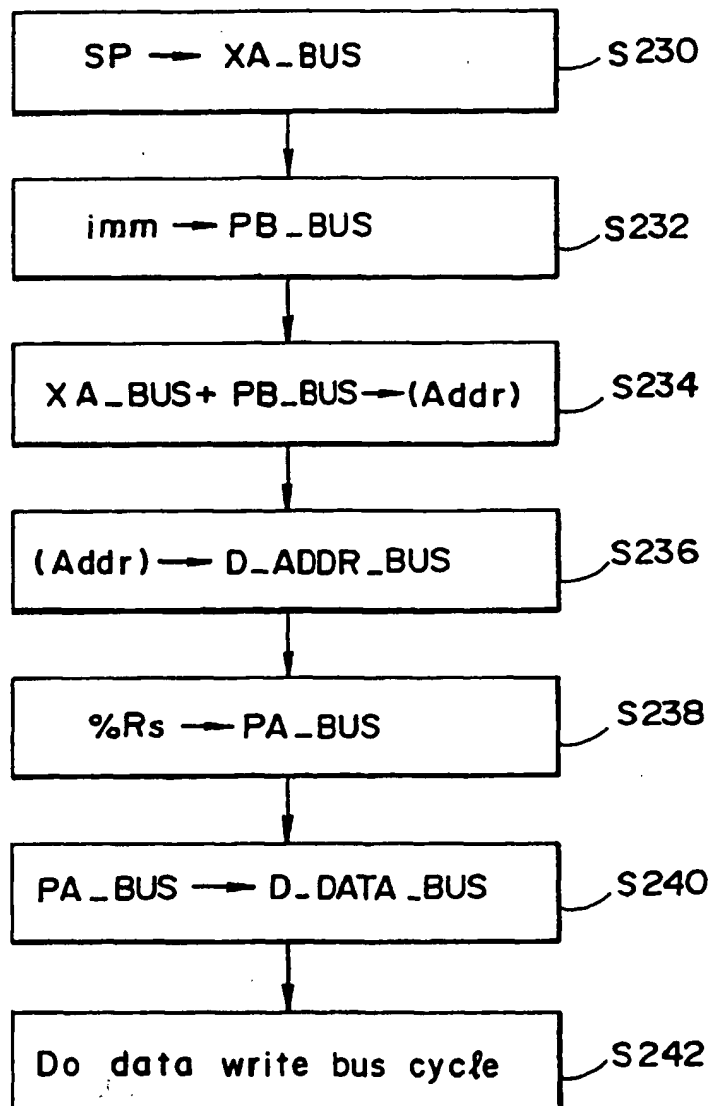 SP → XA_BUS
S230
imm → PB_BUS
S232
XA_BUS+ PB_BUS→(Addr)
S234
(Addr)→ D_ADDR_BUS
S236
%Rs → PA_BUS
S238
PA_BUS → D_DATA_BUS
S240
Do data write bus cycle
S242